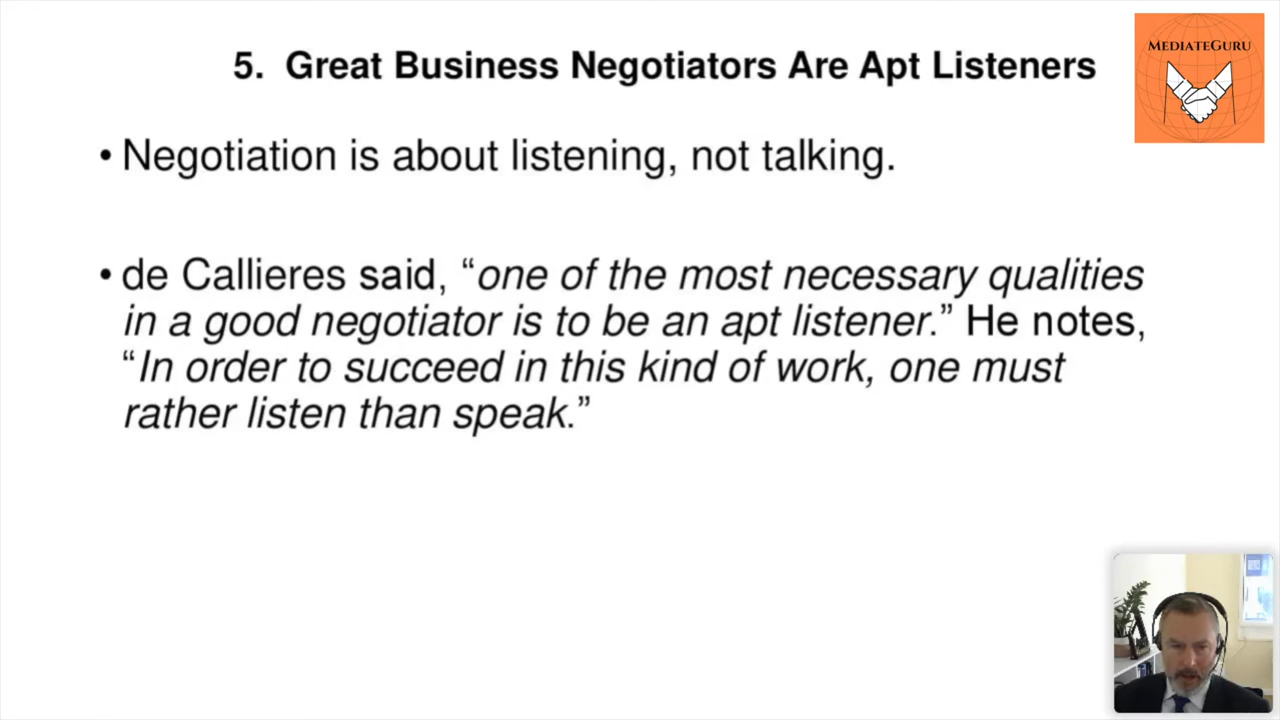 5. Great Business Negotiators Are Apt Listeners
MEDIATEGURU
• Negotiation is about listening, not talking.
• de Callieres said, “one of the most necessary qualities
in a good negotiator is to be an apt listener.” He notes,
“In order to succeed in this kind of work, one must
rather listen than speak.”